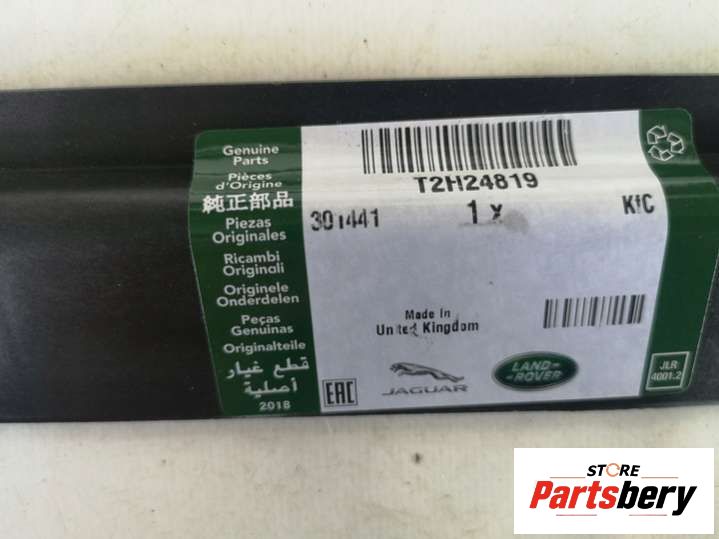 Genuine
Parts
Pièces
d'Origine
純正部品
Piezas
Originales
Ricambi
Originali
Originele
Onderdelen
Peças
Genuinas
Originalteile
قطع غيار
أصلية
2018
T2H24819
301441 1 x
Made in
United Kingdom
EAC
JAGUAR
LAND-
-ROVER
JLR
4001.2
STORE
Partsbery